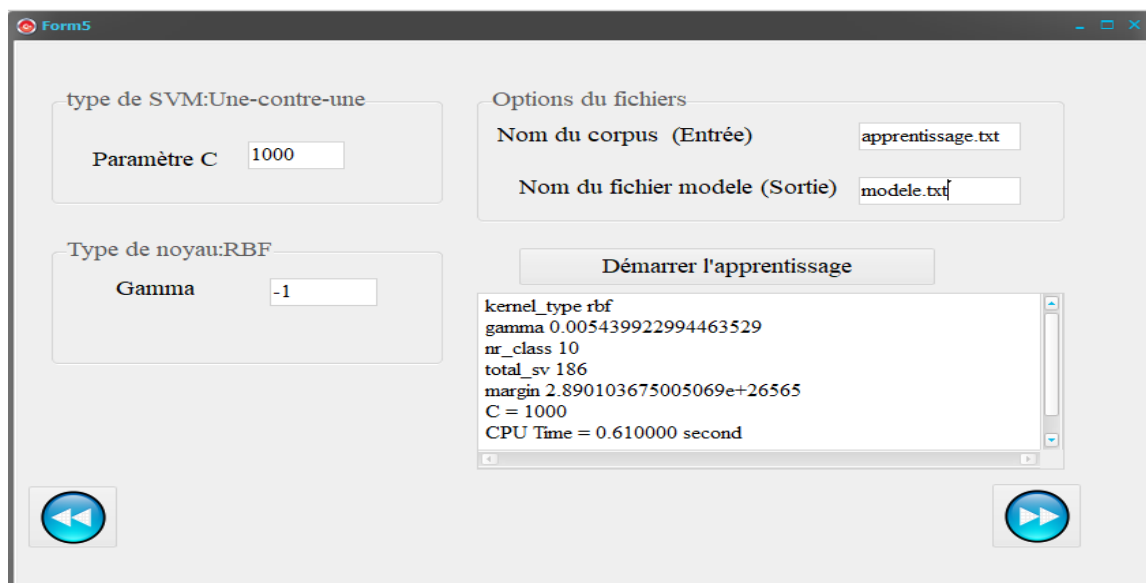 Form5
type de SVM:Une-contre-une
Paramètre C 1000
Type de noyau:RBF
Gamma -1
Options du fichiers
Nom du corpus (Entrée) apprentissage.txt
Nom du fichier modele (Sortie) modele.txt
Démarrer l'apprentissage
kernel_type rbf
gamma 0.005439922994463529
nr_class 10
total_sv 186
margin 2.890103675005069e+26565
C = 1000
CPU Time = 0.610000 second